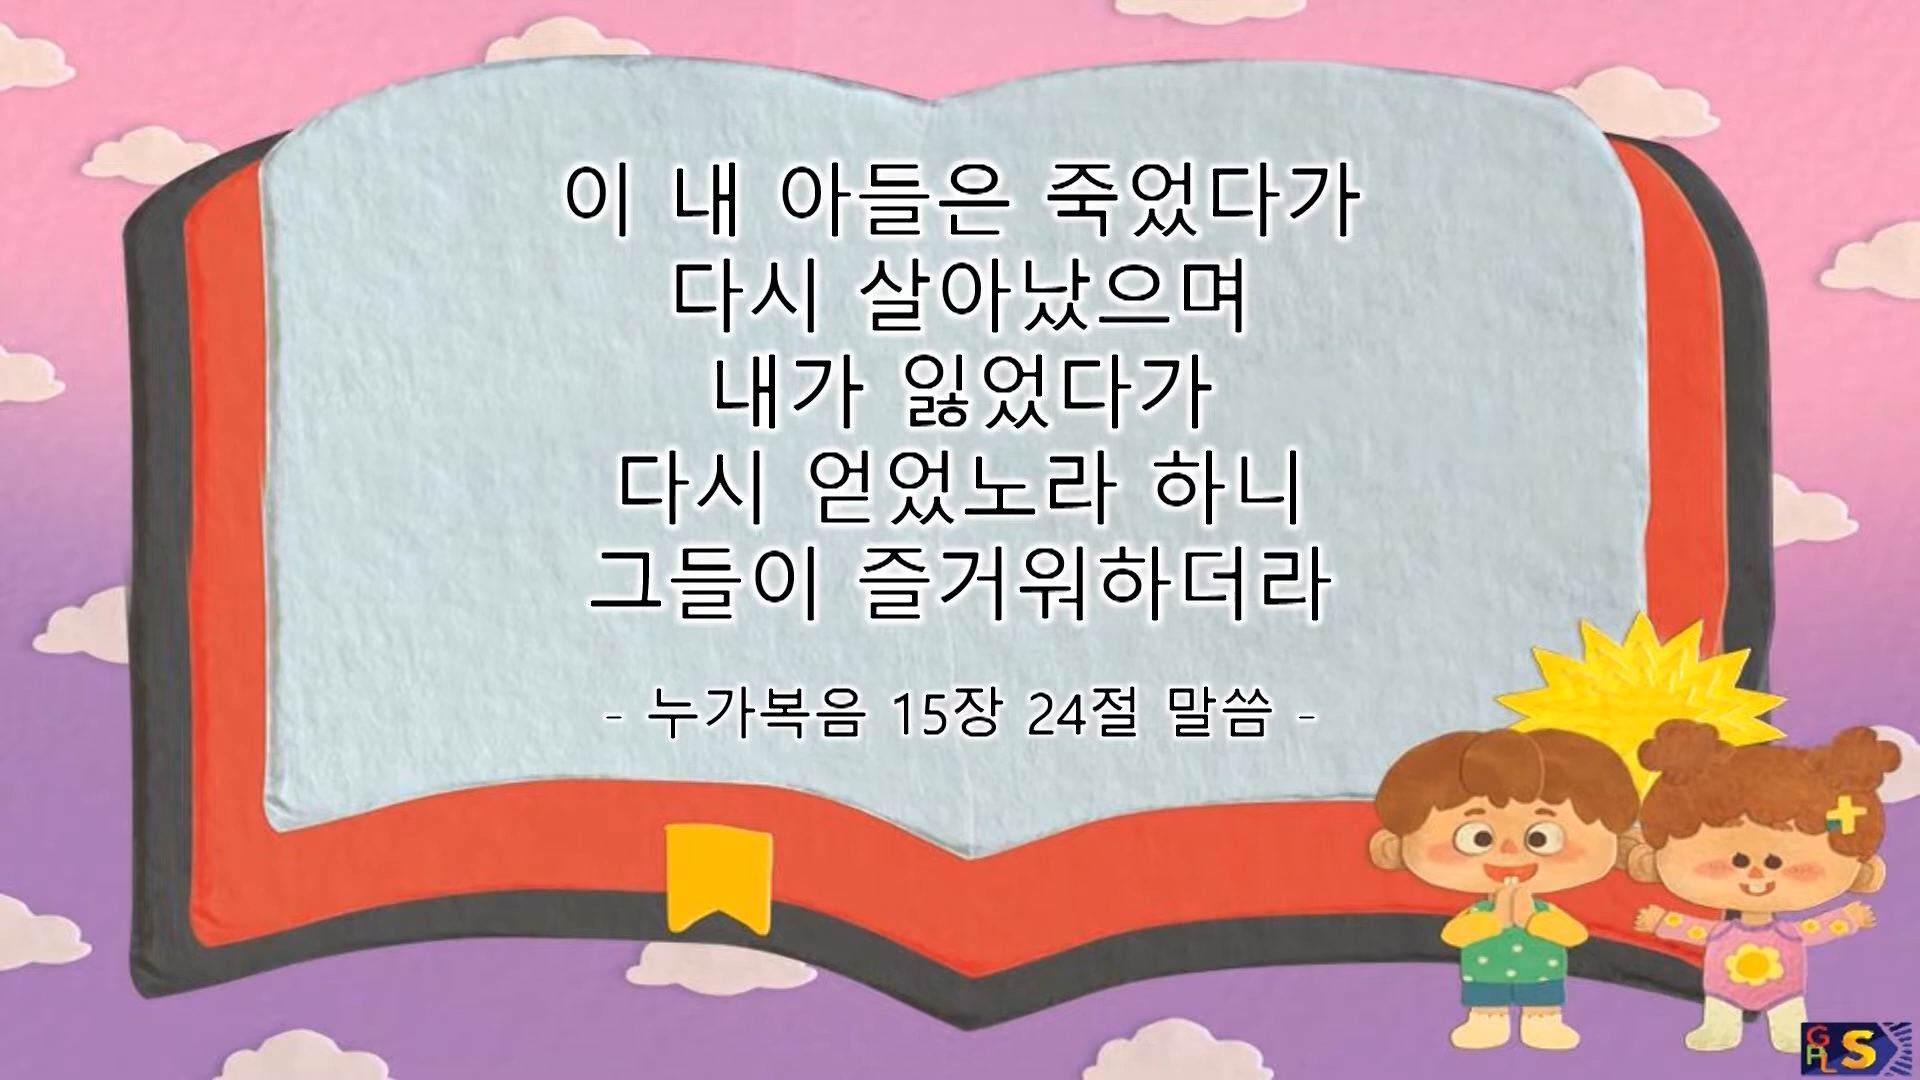 이 내 아들은 죽었다가
다시 살아났으며
내가 잃었다가
다시 얻었노라 하니
그들이 즐거워하더라
- 누가복음 15장 24절 말씀 -
GPL S